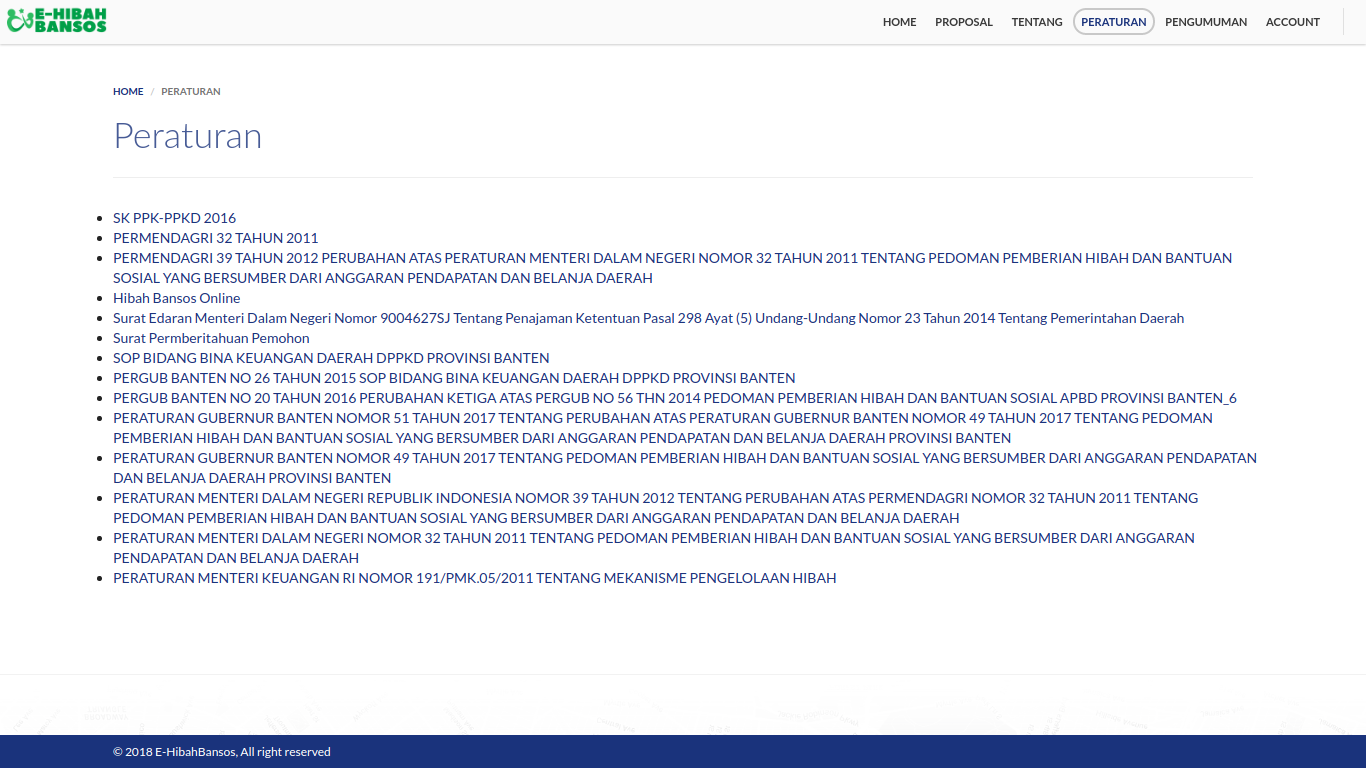 E-HIBAH
BANSOS
HOME PROPOSAL TENTANG PERATURAN PENGUMUMAN ACCOUNT
HOME / PERATURAN
Peraturan
SK PPK-PPKD 2016
PERMENDAGRI 32 TAHUN 2011
PERMENDAGRI 39 TAHUN 2012 PERUBAHAN ATAS PERATURAN MENTERI DALAM NEGERI NOMOR 32 TAHUN 2011 TENTANG PEDOMAN PEMBERIAN HIBAH DAN BANTUAN
SOSIAL YANG BERSUMBER DARI ANGGARAN PENDAPATAN DAN BELANJA DAERAH
Hibah Bansos Online
Surat Edaran Menteri Dalam Negeri Nomor 9004627SJ Tentang Penajaman Ketentuan Pasal 298 Ayat (5) Undang-Undang Nomor 23 Tahun 2014 Tentang Pemerintahan Daerah
Surat Permberitahuan Pemohon
SOP BIDANG BINA KEUANGAN DAERAH DPPKD PROVINSI BANTEN
PERGUB BANTEN NO 26 TAHUN 2015 SOP BIDANG BINA KEUANGAN DAERAH DPPKD PROVINSI BANTEN
PERGUB BANTEN NO 20 TAHUN 2016 PERUBAHAN KETIGA ATAS PERGUB NO 56 THN 2014 PEDOMAN PEMBERIAN HIBAH DAN BANTUAN SOSIAL APBD PROVINSI BANTEN_6
PERATURAN GUBERNUR BANTEN NOMOR 51 TAHUN 2017 TENTANG PERUBAHAN ATAS PERATURAN GUBERNUR BANTEN NOMOR 49 TAHUN 2017 TENTANG PEDOMAN
PEMBERIAN HIBAH DAN BANTUAN SOSIAL YANG BERSUMBER DARI ANGGARAN PENDAPATAN DAN BELANJA DAERAH PROVINSI BANTEN
PERATURAN GUBERNUR BANTEN NOMOR 49 TAHUN 2017 TENTANG PEDOMAN PEMBERIAN HIBAH DAN BANTUAN SOSIAL YANG BERSUMBER DARI ANGGARAN PENDAPATAN
DAN BELANJA DAERAH PROVINSI BANTEN
PERATURAN MENTERI DALAM NEGERI REPUBLIK INDONESIA NOMOR 39 TAHUN 2012 TENTANG PERUBAHAN ATAS PERMENDAGRI NOMOR 32 TAHUN 2011 TENTANG
PEDOMAN PEMBERIAN HIBAH DAN BANTUAN SOSIAL YANG BERSUMBER DARI ANGGARAN PENDAPATAN DAN BELANJA DAERAH
PERATURAN MENTERI DALAM NEGERI NOMOR 32 TAHUN 2011 TENTANG PEDOMAN PEMBERIAN HIBAH DAN BANTUAN SOSIAL YANG BERSUMBER DARI ANGGARAN
PENDAPATAN DAN BELANJA DAERAH
PERATURAN MENTERI KEUANGAN RI NOMOR 191/PMK.05/2011 TENTANG MEKANISME PENGELOLAAN HIBAH
© 2018 E-HibahBansos, All right reserved